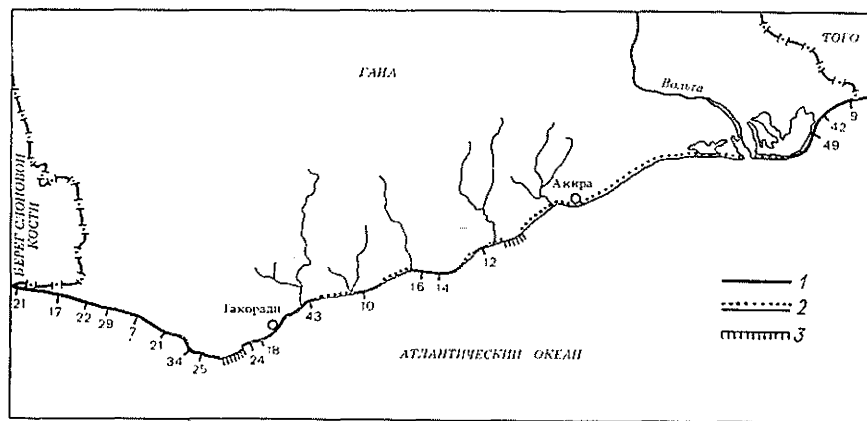 ТОГО
ГАНА
Вольта
9
42
49
Аккра
БЕРЕГ СЛОНОВОЙ
КОСТИ
12
1
16
14
21
17
22
29
Такоради
43
10
2
7
21
34
25
24
18
3
АТЛАНТИЧЕСКИЙ ОКЕАН